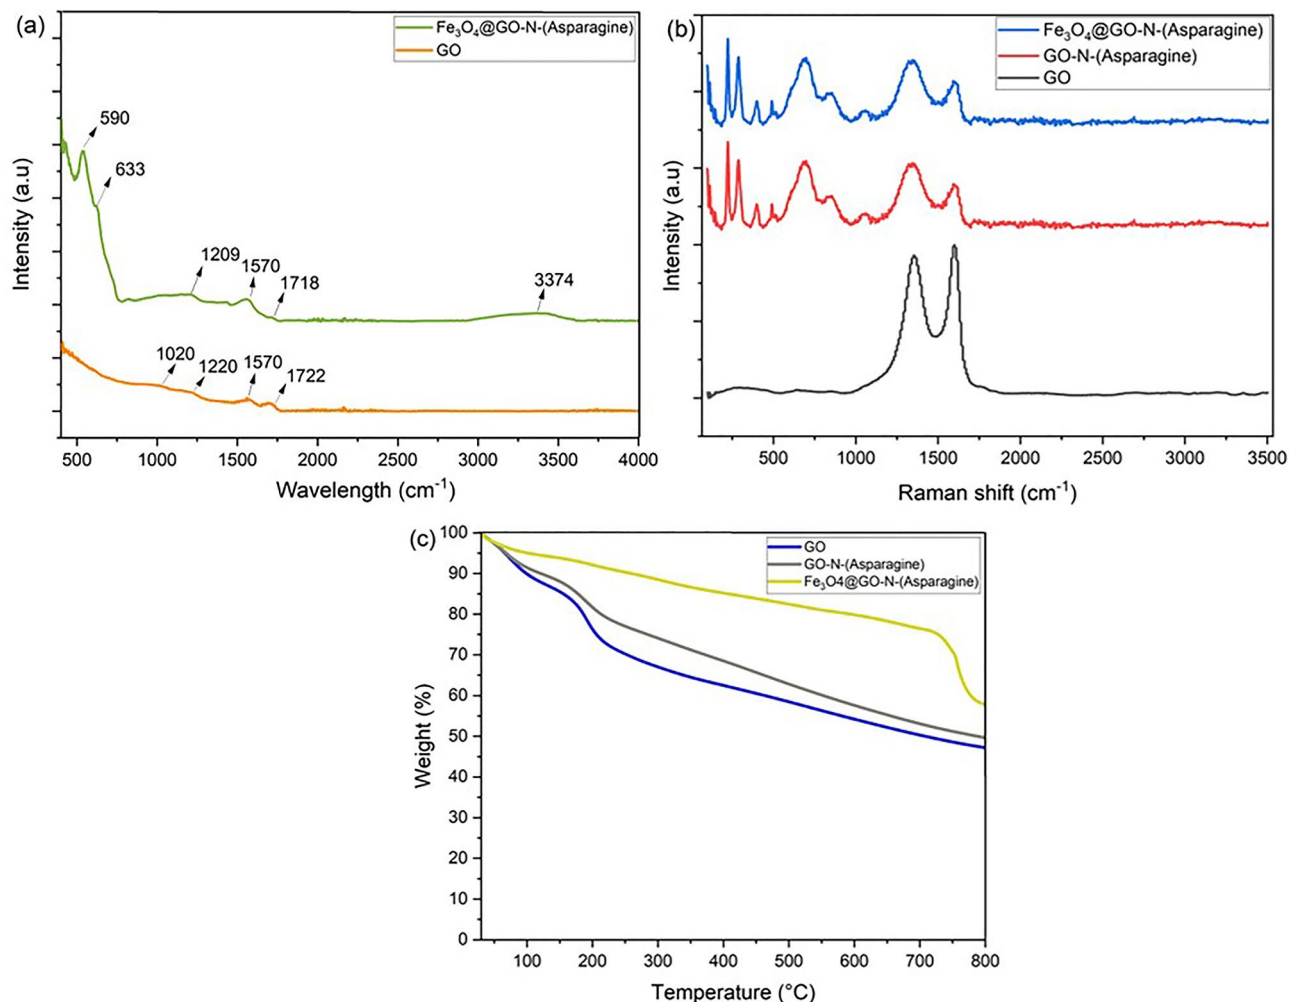 (a)
Fe₃O₄@GO-N-(Asparagine)
GO
590
633
1209
1570
1718
3374
1020
1220
1570
1722
Intensity (a.u)
500 1000 1500 2000 2500 3000 3500 4000
Wavelength (cm⁻¹)
(b)
Fe₃O₄@GO-N-(Asparagine)
GO-N-(Asparagine)
GO
Intensity (a.u)
500 1000 1500 2000 2500 3000 3500
Raman shift (cm⁻¹)
(c)
GO
GO-N-(Asparagine)
Fe₃O4@GO-N-(Asparagine)
100
90
80
70
60
50
40
30
20
10
0
Weight (%)
100 200 300 400 500 600 700 800
Temperature (°C)